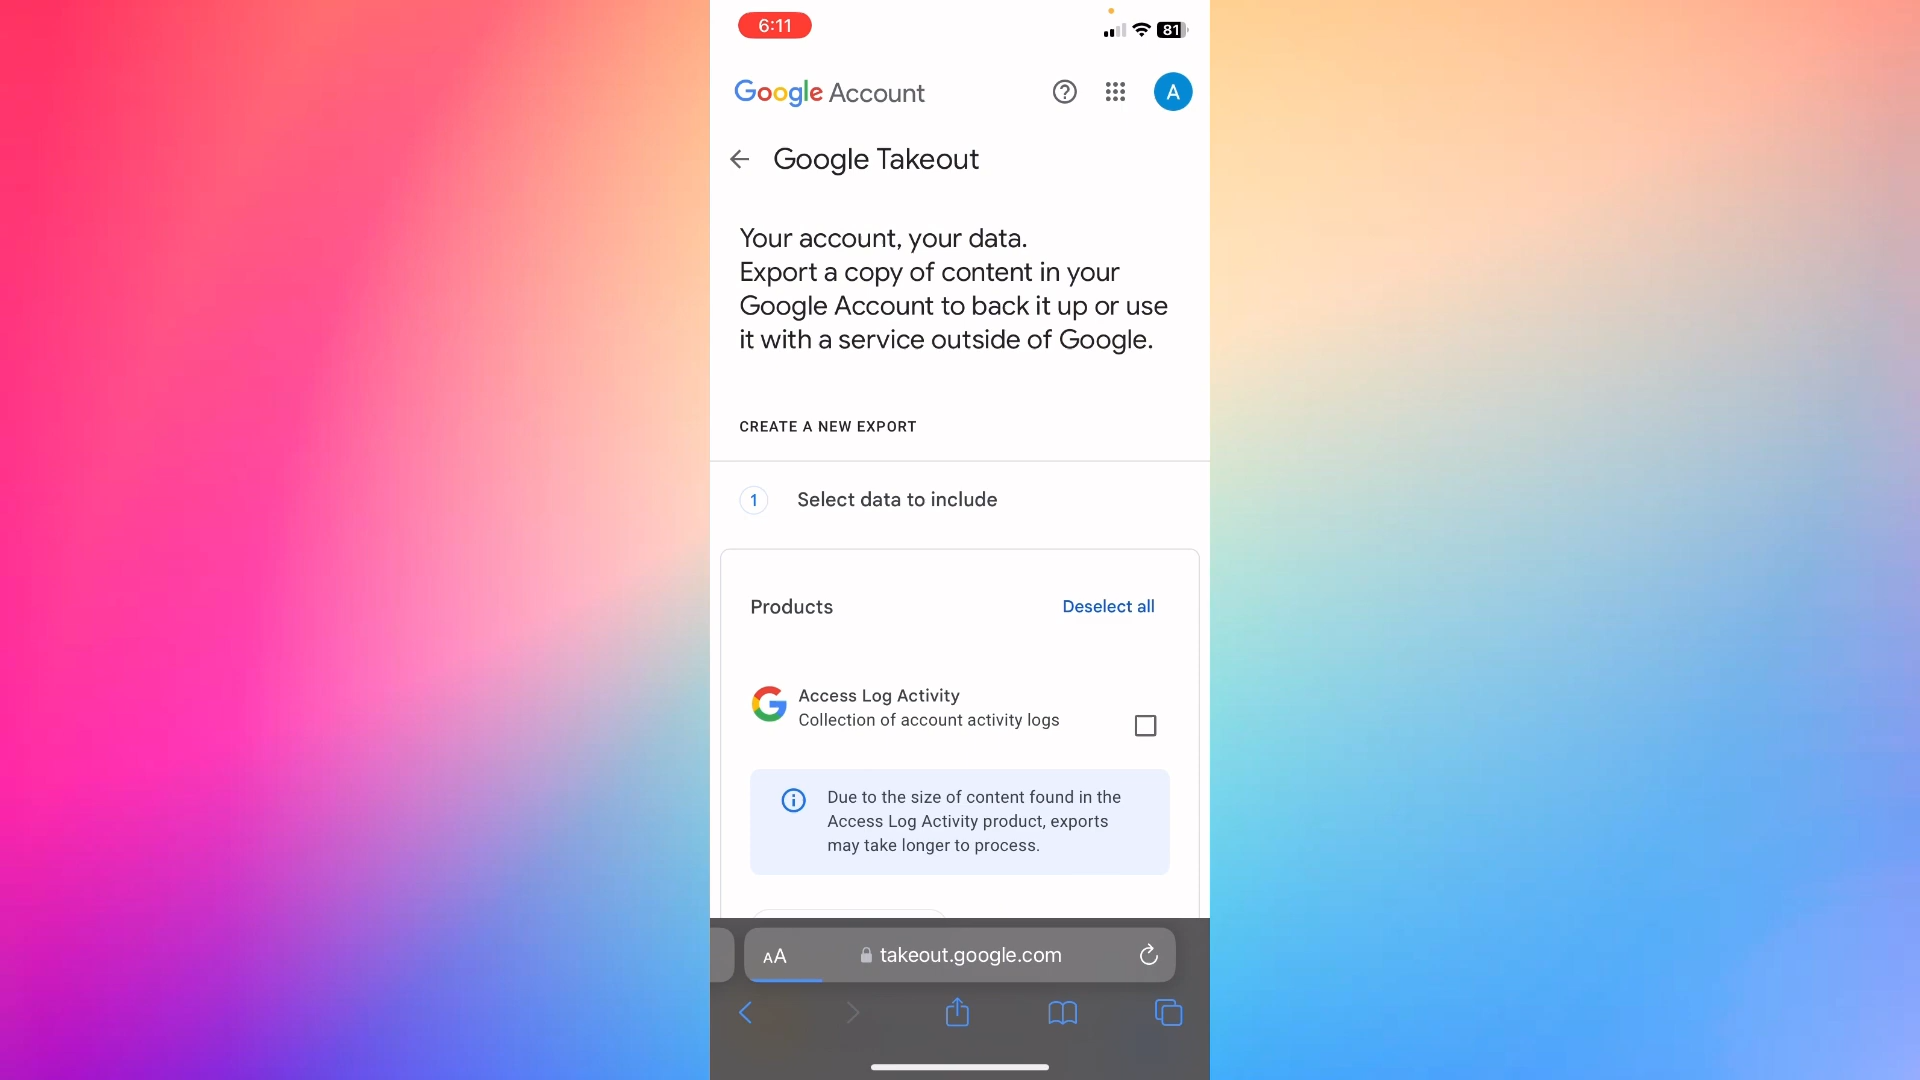 6:11
81
Google Account
A
Google Takeout
Your account, your data.
Export a copy of content in your
Google Account to back it up or use
it with a service outside of Google.
CREATE A NEW EXPORT
1 Select data to include
Products Deselect all
Access Log Activity
Collection of account activity logs
Due to the size of content found in the
Access Log Activity product, exports
may take longer to process.
AA takeout.google.com